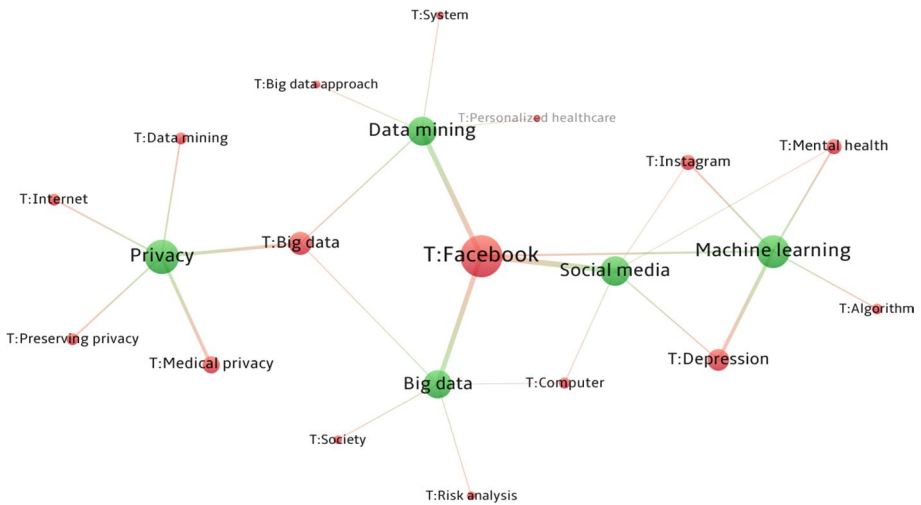 T:System
T:Big data approach
T:Personalized healthcare
Data mining
T:Data mining
T:Mental health
T:Instagram
T:Internet
T:Big data
Privacy
T:Facebook
Machine learning
Social media
T:Algorithm
T:Preserving privacy
T:Medical privacy
T:Depression
Big data
T:Computer
T:Society
T:Risk analysis